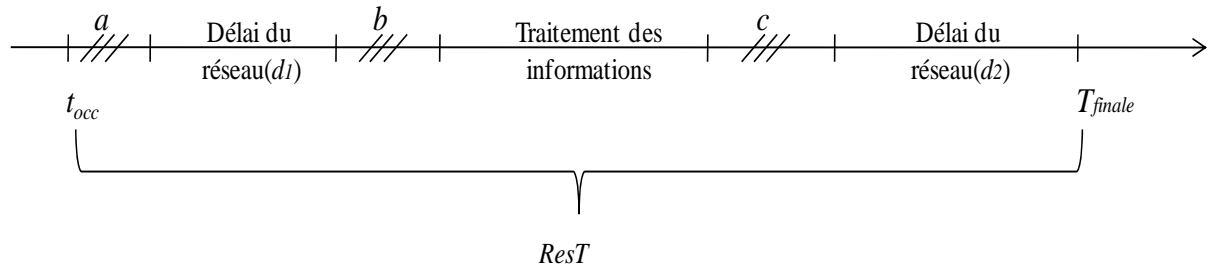 a
Délai du
réseau(d1)
b
Traitement des
informations
c
Délai du
réseau(d2)
tocc
Tfinale
ResT